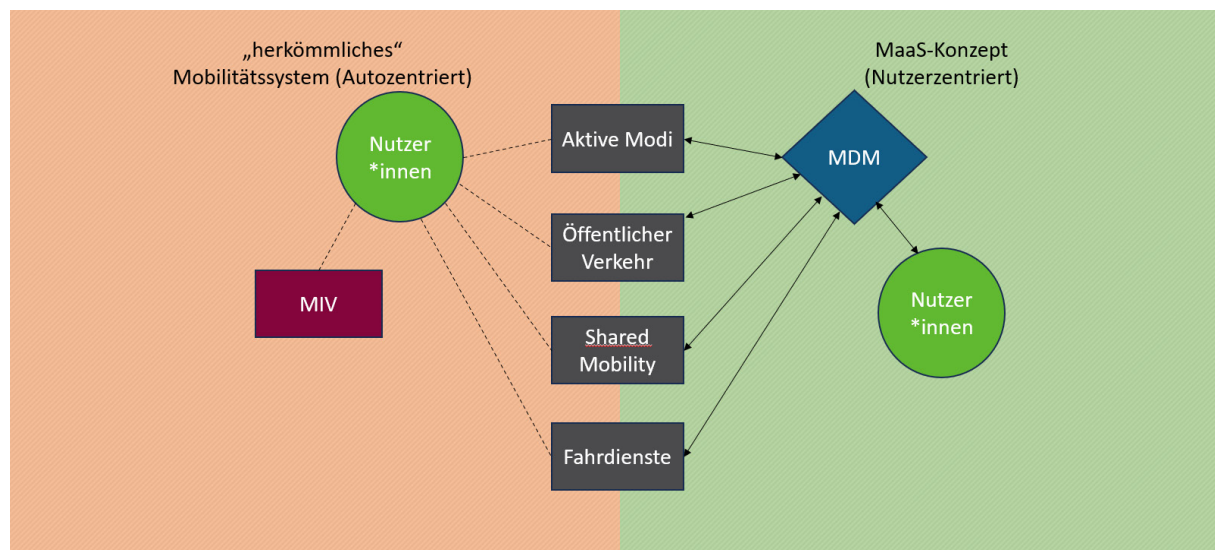 „herkömmliches“
Mobilitätssystem (Autozentriert)
MaaS-Konzept
(Nutzerzentriert)
Nutzer
*innen
Aktive Modi
MDM
Öffentlicher
Verkehr
MIV
Nutzer
*innen
Shared
Mobility
Fahrdienste